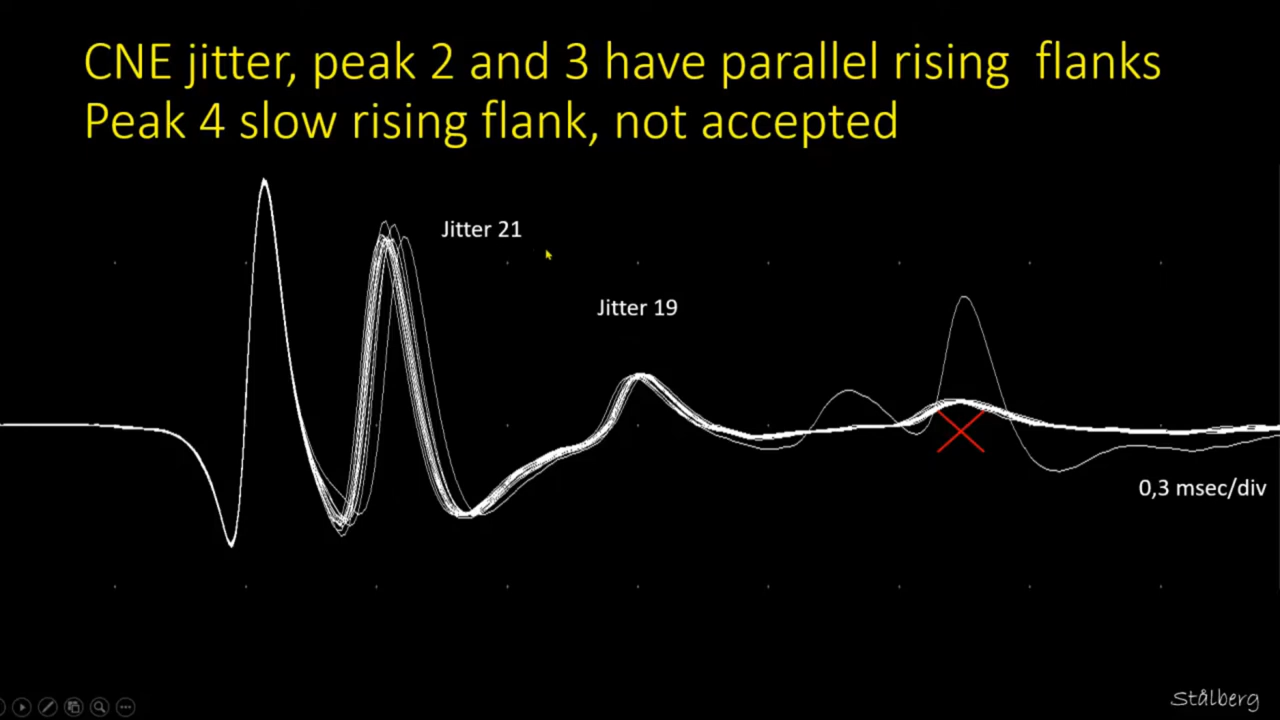 CNE jitter, peak 2 and 3 have parallel rising flanks
Peak 4 slow rising flank, not accepted
Jitter 21
Jitter 19
0,3 msec/div
Stålberg